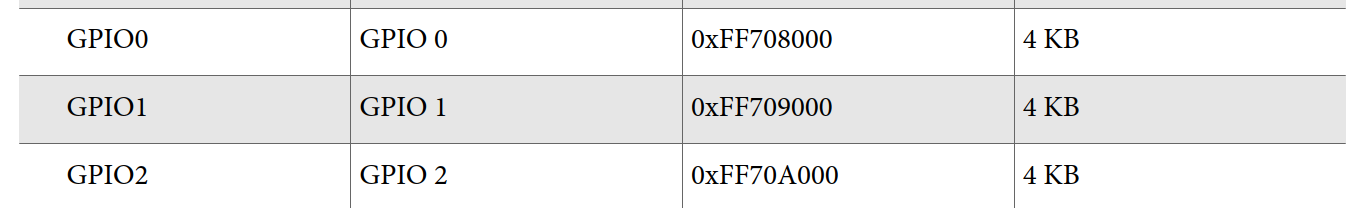 GPIO0 GPIO 0 0xFF708000 4 KB
GPIO1 GPIO 1 0xFF709000 4 KB
GPIO2 GPIO 2 0xFF70A000 4 KB